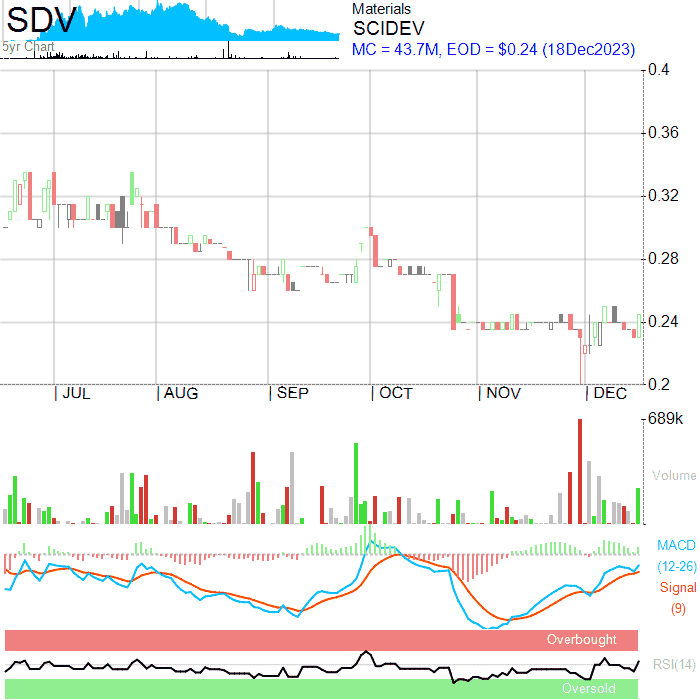 SDV
5yr Chart
Materials
SCIDEV
MC = 43.7M, EOD = $0.24 (18Dec2023)
0.4
0.36
0.32
0.28
0.24
0.2
JUL AUG SEP OCT NOV DEC
689k
Volume
MACD
(12-26)
Signal
(9)
Overbought
RSI(14)
Oversold